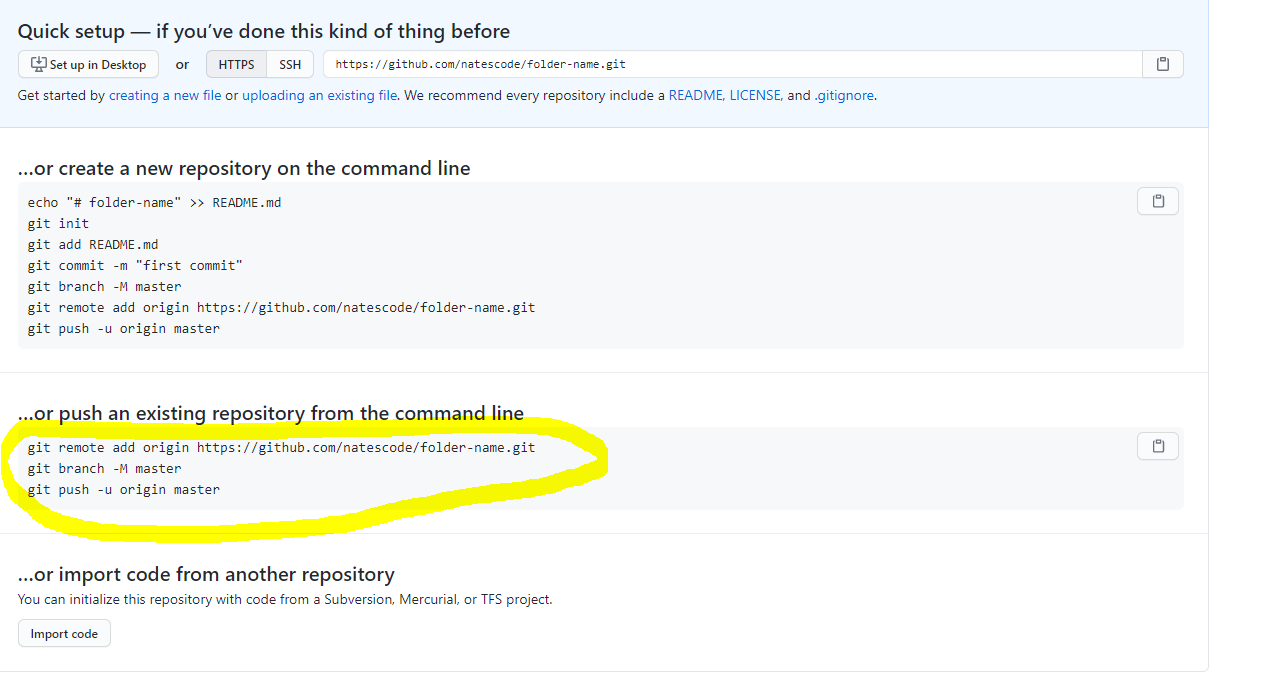 Quick setup — if you’ve done this kind of thing before
Set up in Desktop or HTTPS SSH https://github.com/natescode/folder-name.git
Get started by creating a new file or uploading an existing file. We recommend every repository include a README, LICENSE, and .gitignore.
…or create a new repository on the command line
echo "# folder-name" >> README.md
git init
git add README.md
git commit -m "first commit"
git branch -M master
git remote add origin https://github.com/natescode/folder-name.git
git push -u origin master
…or push an existing repository from the command line
git remote add origin https://github.com/natescode/folder-name.git
git branch -M master
git push -u origin master
…or import code from another repository
You can initialize this repository with code from a Subversion, Mercurial, or TFS project.
Import code